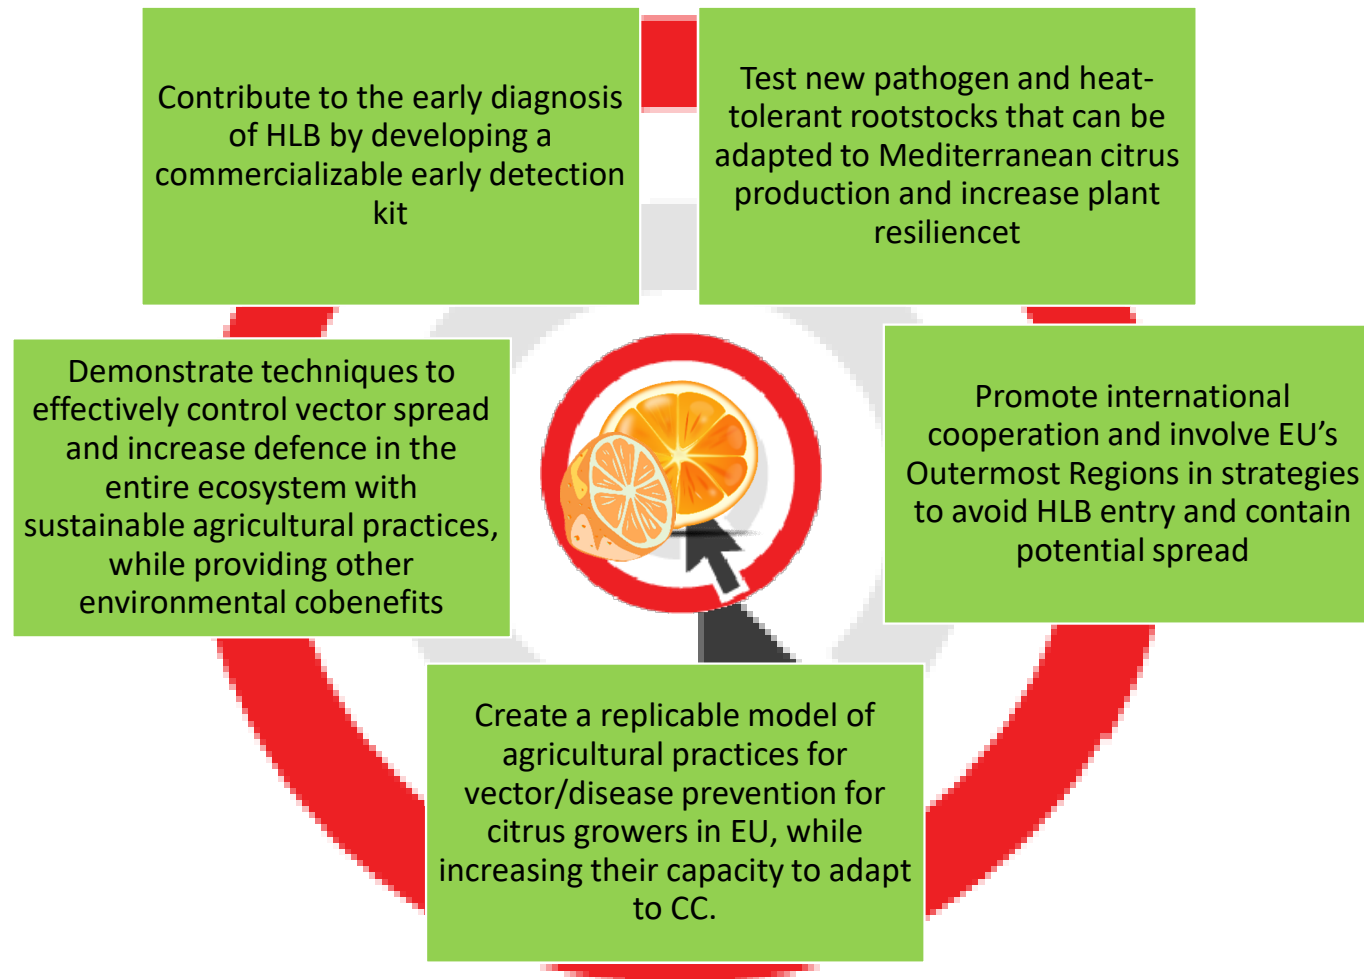 Contribute to the early diagnosis
of HLB by developing a
commercializable early detection
kit
Test new pathogen and heat-
tolerant rootstocks that can be
adapted to Mediterranean citrus
production and increase plant
resiliencet
Demonstrate techniques to
effectively control vector spread
and increase defence in the
entire ecosystem with
sustainable agricultural practices,
while providing other
environmental cobenefits
Promote international
cooperation and involve EU’s
Outermost Regions in strategies
to avoid HLB entry and contain
potential spread
Create a replicable model of
agricultural practices for
vector/disease prevention for
citrus growers in EU, while
increasing their capacity to adapt
to CC.